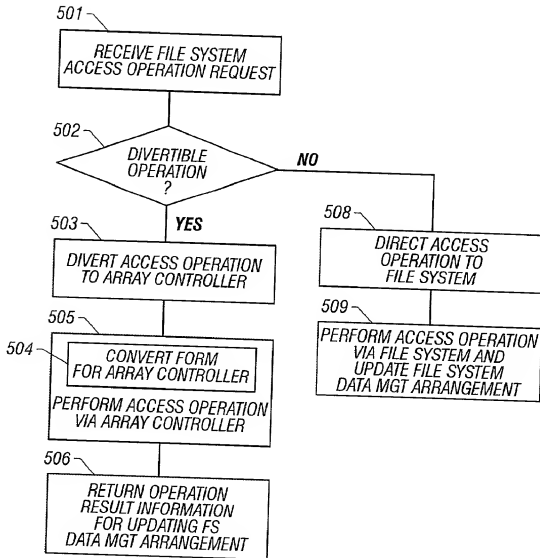 501
RECEIVE FILE SYSTEM
ACCESS OPERATION REQUEST
502
DIVERTIBLE
OPERATION
?
NO
YES
503
DIVERT ACCESS OPERATION
TO ARRAY CONTROLLER
505
504
CONVERT FORM
FOR ARRAY CONTROLLER
PERFORM ACCESS OPERATION
VIA ARRAY CONTROLLER
506
RETURN OPERATION
RESULT INFORMATION
FOR UPDATING FS
DATA MGT ARRANGEMENT
508
DIRECT ACCESS
OPERATION TO
FILE SYSTEM
509
PERFORM ACCESS OPERATION
VIA FILE SYSTEM AND
UPDATE FILE SYSTEM
DATA MGT ARRANGEMENT